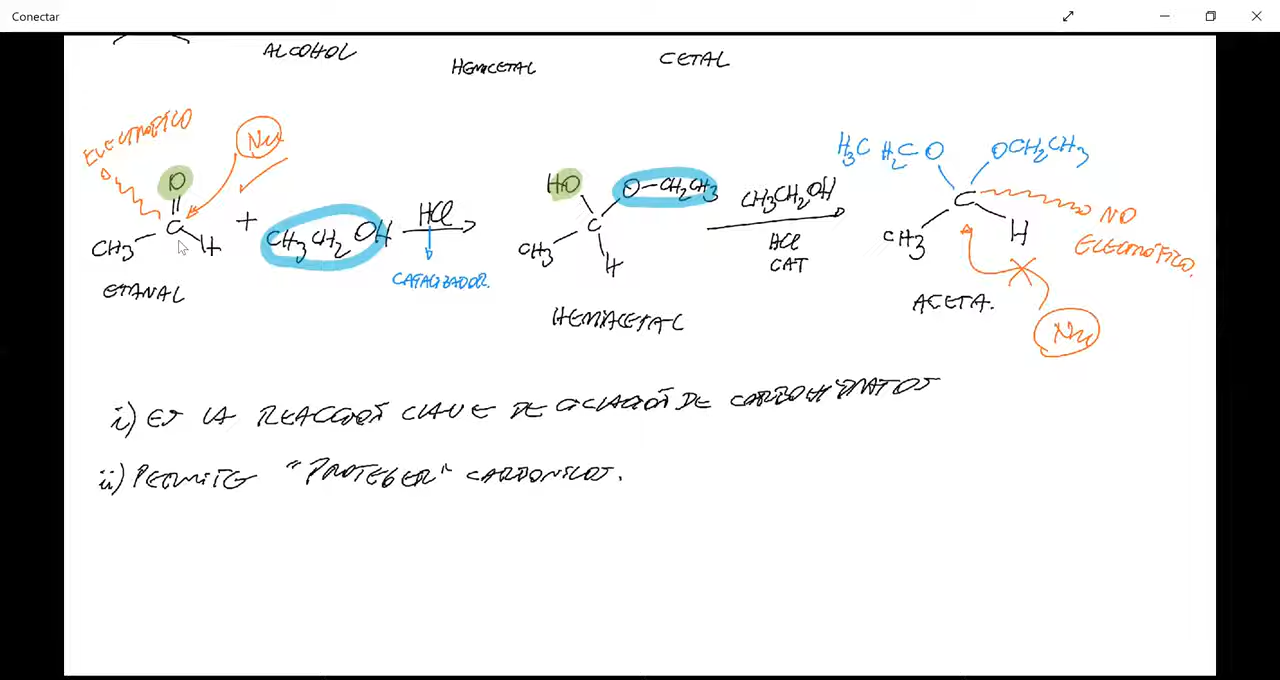 Conectar
ALCOHOL
HEMICETAL
CETAL
ELECTROFÍLICO
Nu
O
C
CH3
H
ETANAL
+
CH3CH2OH
HCl
CATALIZADOR.
HO
O-CH2CH3
C
CH3
H
HEMIACETAL
CH3CH2OH
HCl
CAT
H3C H2C O
OCH2CH3
C
CH3
H
NO
ELECTROFÍLICO.
ACETA.
Nu
i) ES LA REACCIÓN CLAVE DE CICLACIÓN DE CARBOHIDRATOS
ii) PERMITE "PROTEGER" CARBONILOS.